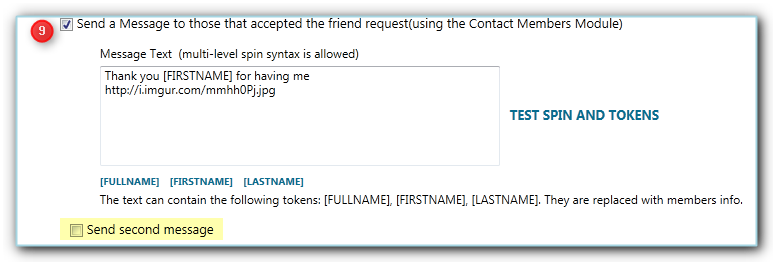 9 Send a Message to those that accepted the friend request(using the Contact Members Module)
Message Text (multi-level spin syntax is allowed)
Thank you [FIRSTNAME] for having me
http://i.imgur.com/mmhh0Pj.jpg
TEST SPIN AND TOKENS
[FULLNAME] [FIRSTNAME] [LASTNAME]
The text can contain the following tokens: [FULLNAME], [FIRSTNAME], [LASTNAME]. They are replaced with members info.
Send second message